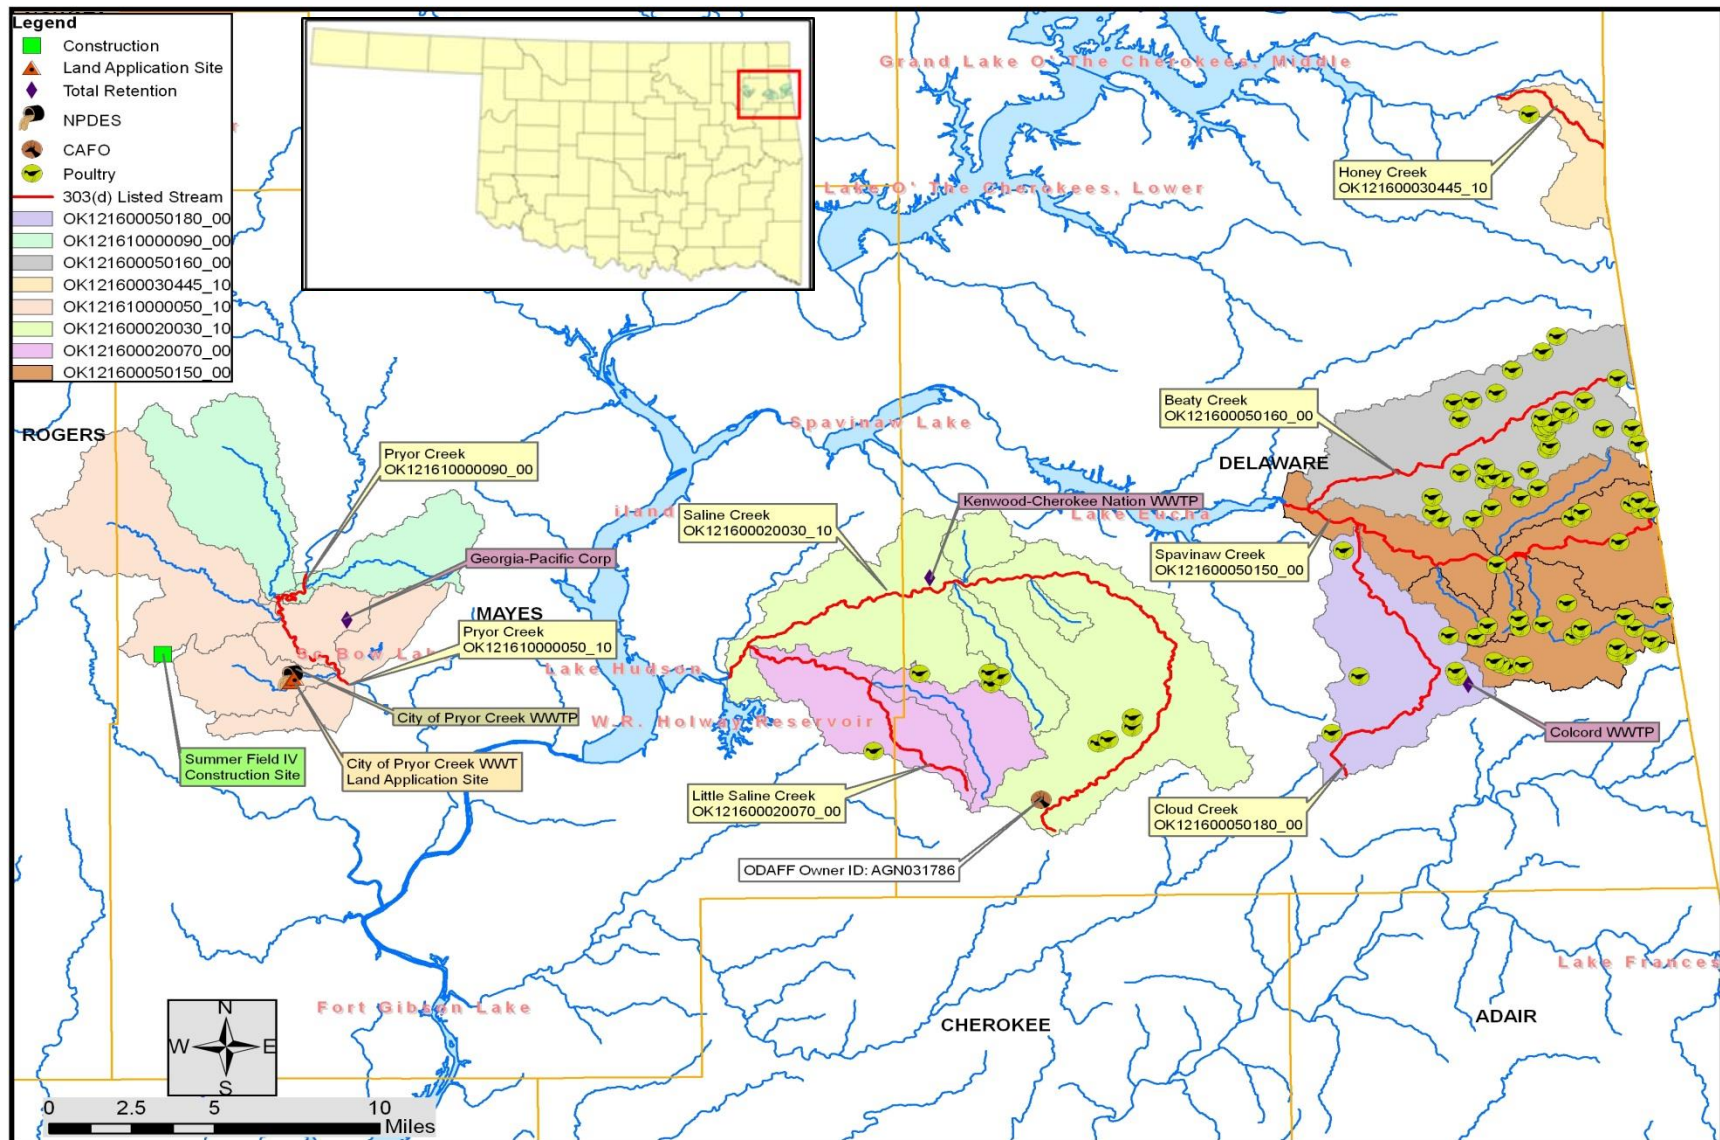 Legend
Construction
Land Application Site
Total Retention
NPDES
CAFO
Poultry
303(d) Listed Stream
OK121600050180_00
OK121610000090_00
OK121600050160_00
OK121600030445_10
OK121610000050_10
OK121600020030_10
OK121600020070_00
OK121600050150_00
Grand Lake O' The Cherokees, Middle
Lake O' The Cherokees, Lower
Honey Creek
OK121600030445_10
ROGERS
Pryor Creek
OK121610000090_00
Spavinaw Lake
Beaty Creek
OK121600050160_00
DELAWARE
Kenwood-Cherokee Nation WWTP
Lake Eucha
iland
Saline Creek
OK121600020030_10
Spavinaw Creek
OK121600050150_00
Georgia-Pacific Corp
MAYES
Pryor Creek
OK121610000050_10
Bow
Lake Hudson
W.R. Holway Reservoir
City of Pryor Creek WWTP
Colcord WWTP
Summer Field IV
Construction Site
City of Pryor Creek WWT
Land Application Site
Little Saline Creek
OK121600020070_00
Cloud Creek
OK121600050180_00
ODAFF Owner ID: AGN031786
Lake Frances
Fort Gibson Lake
CHEROKEE
ADAIR
N
W E
S
0 2.5 5 10
Miles